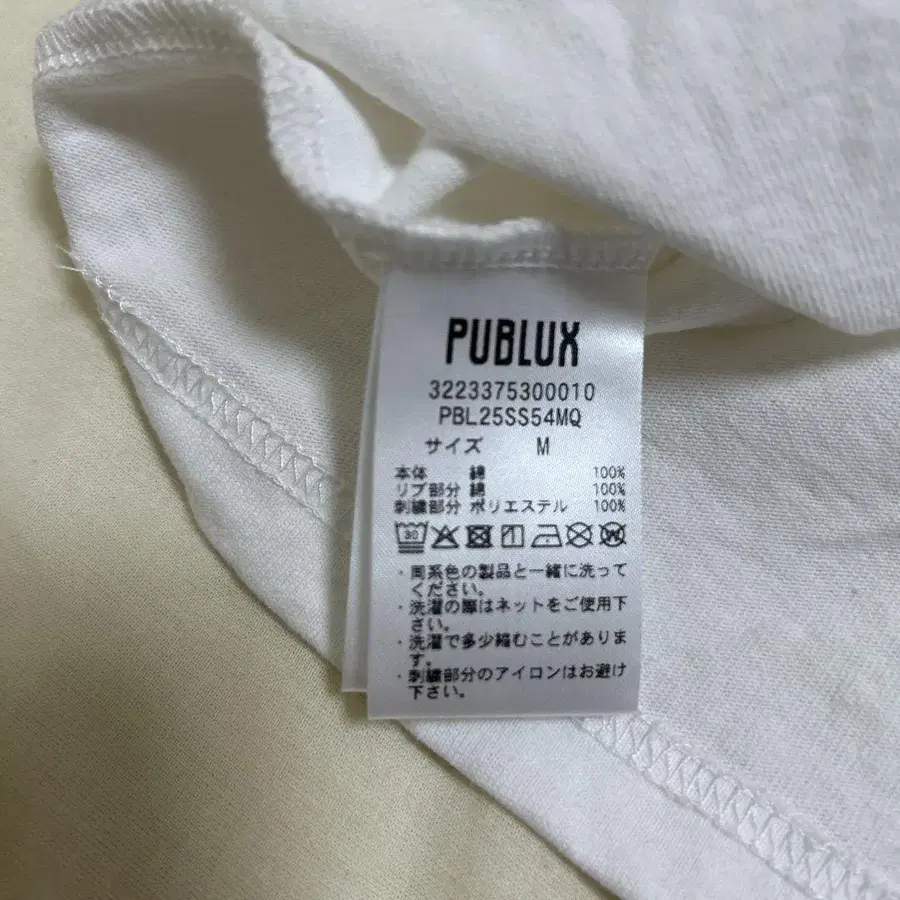 PUBLUX
3223375300010
PBL25SS54MQ
サイズ M
本体 綿 100%
リブ部分 綿 100%
刺繍部分 ポリエステル 100%
30
・同系色の製品と一緒に洗って
ください。
・洗濯の際はネットをご使用下
さい。
・洗濯で多少縮むことがありま
す。
・刺繍部分のアイロンはお避け
下さい。